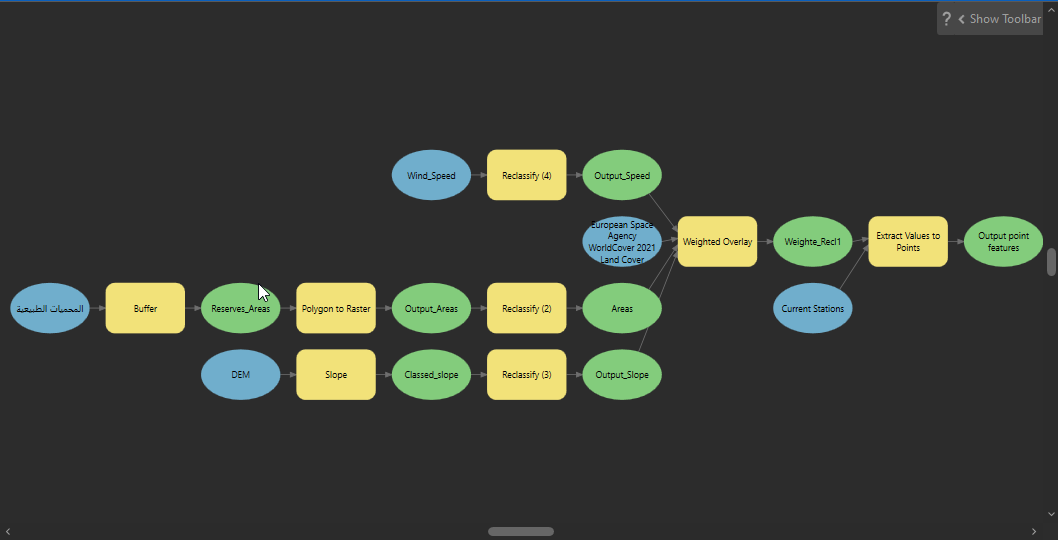 ? < Show Toolbar
Wind_Speed
Reclassify (4)
Output_Speed
European Space
Agency
WorldCover 2021
Land Cover
Weighted Overlay
Weighte_Recl1
Extract Values to
Points
Output point
features
المحميات الطبيعية
Buffer
Reserves_Areas
Polygon to Raster
Output_Areas
Reclassify (2)
Areas
Current Stations
DEM
Slope
Classed_slope
Reclassify (3)
Output_Slope